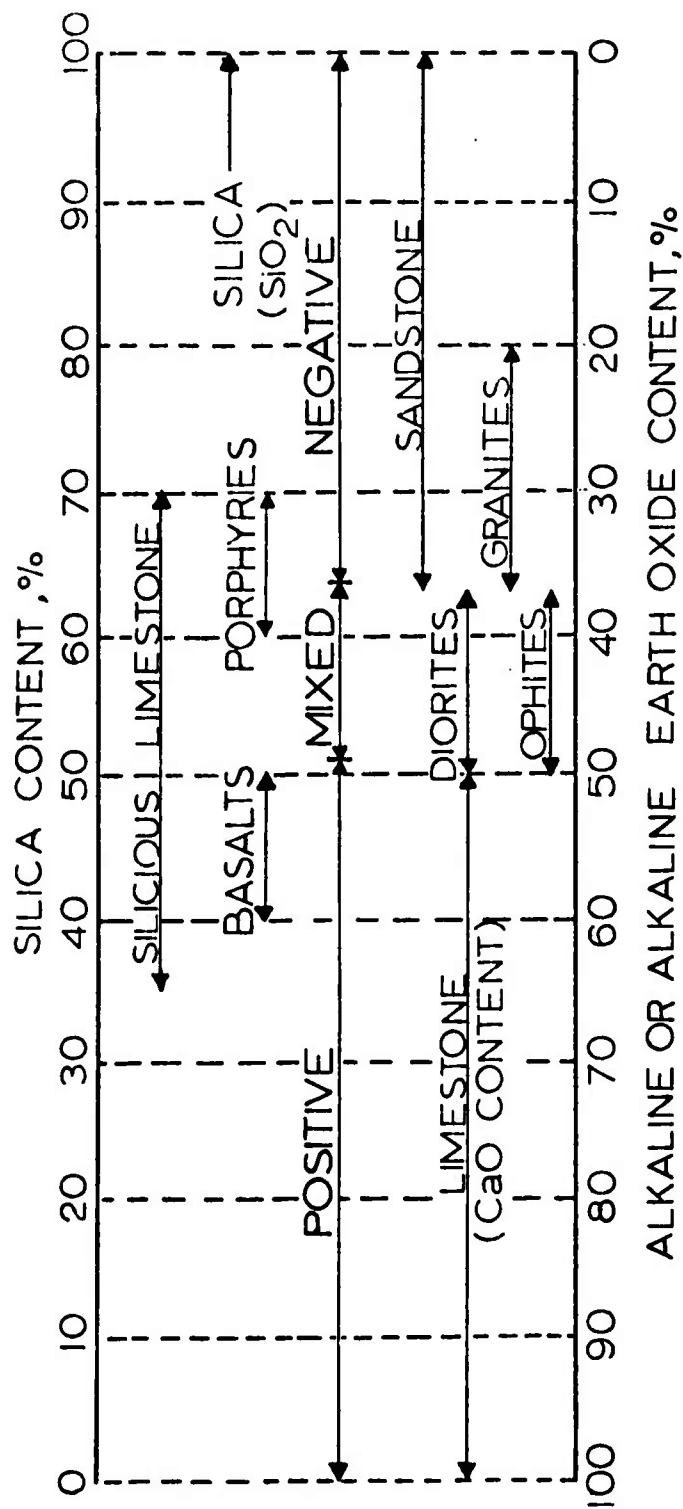 SILICA CONTENT, %
0 10 20 30 40 50 60 70 80 90 100
SILICIOUS LIMESTONE
SILICA
(SiO₂)
BASALTS
PORPHYRIES
POSITIVE
MIXED
NEGATIVE
SANDSTONE
LIMESTONE
(CaO CONTENT)
DIORITES
GRANITES
OPHITES
100 90 80 70 60 50 40 30 20 10 0
ALKALINE OR ALKALINE EARTH OXIDE CONTENT, %